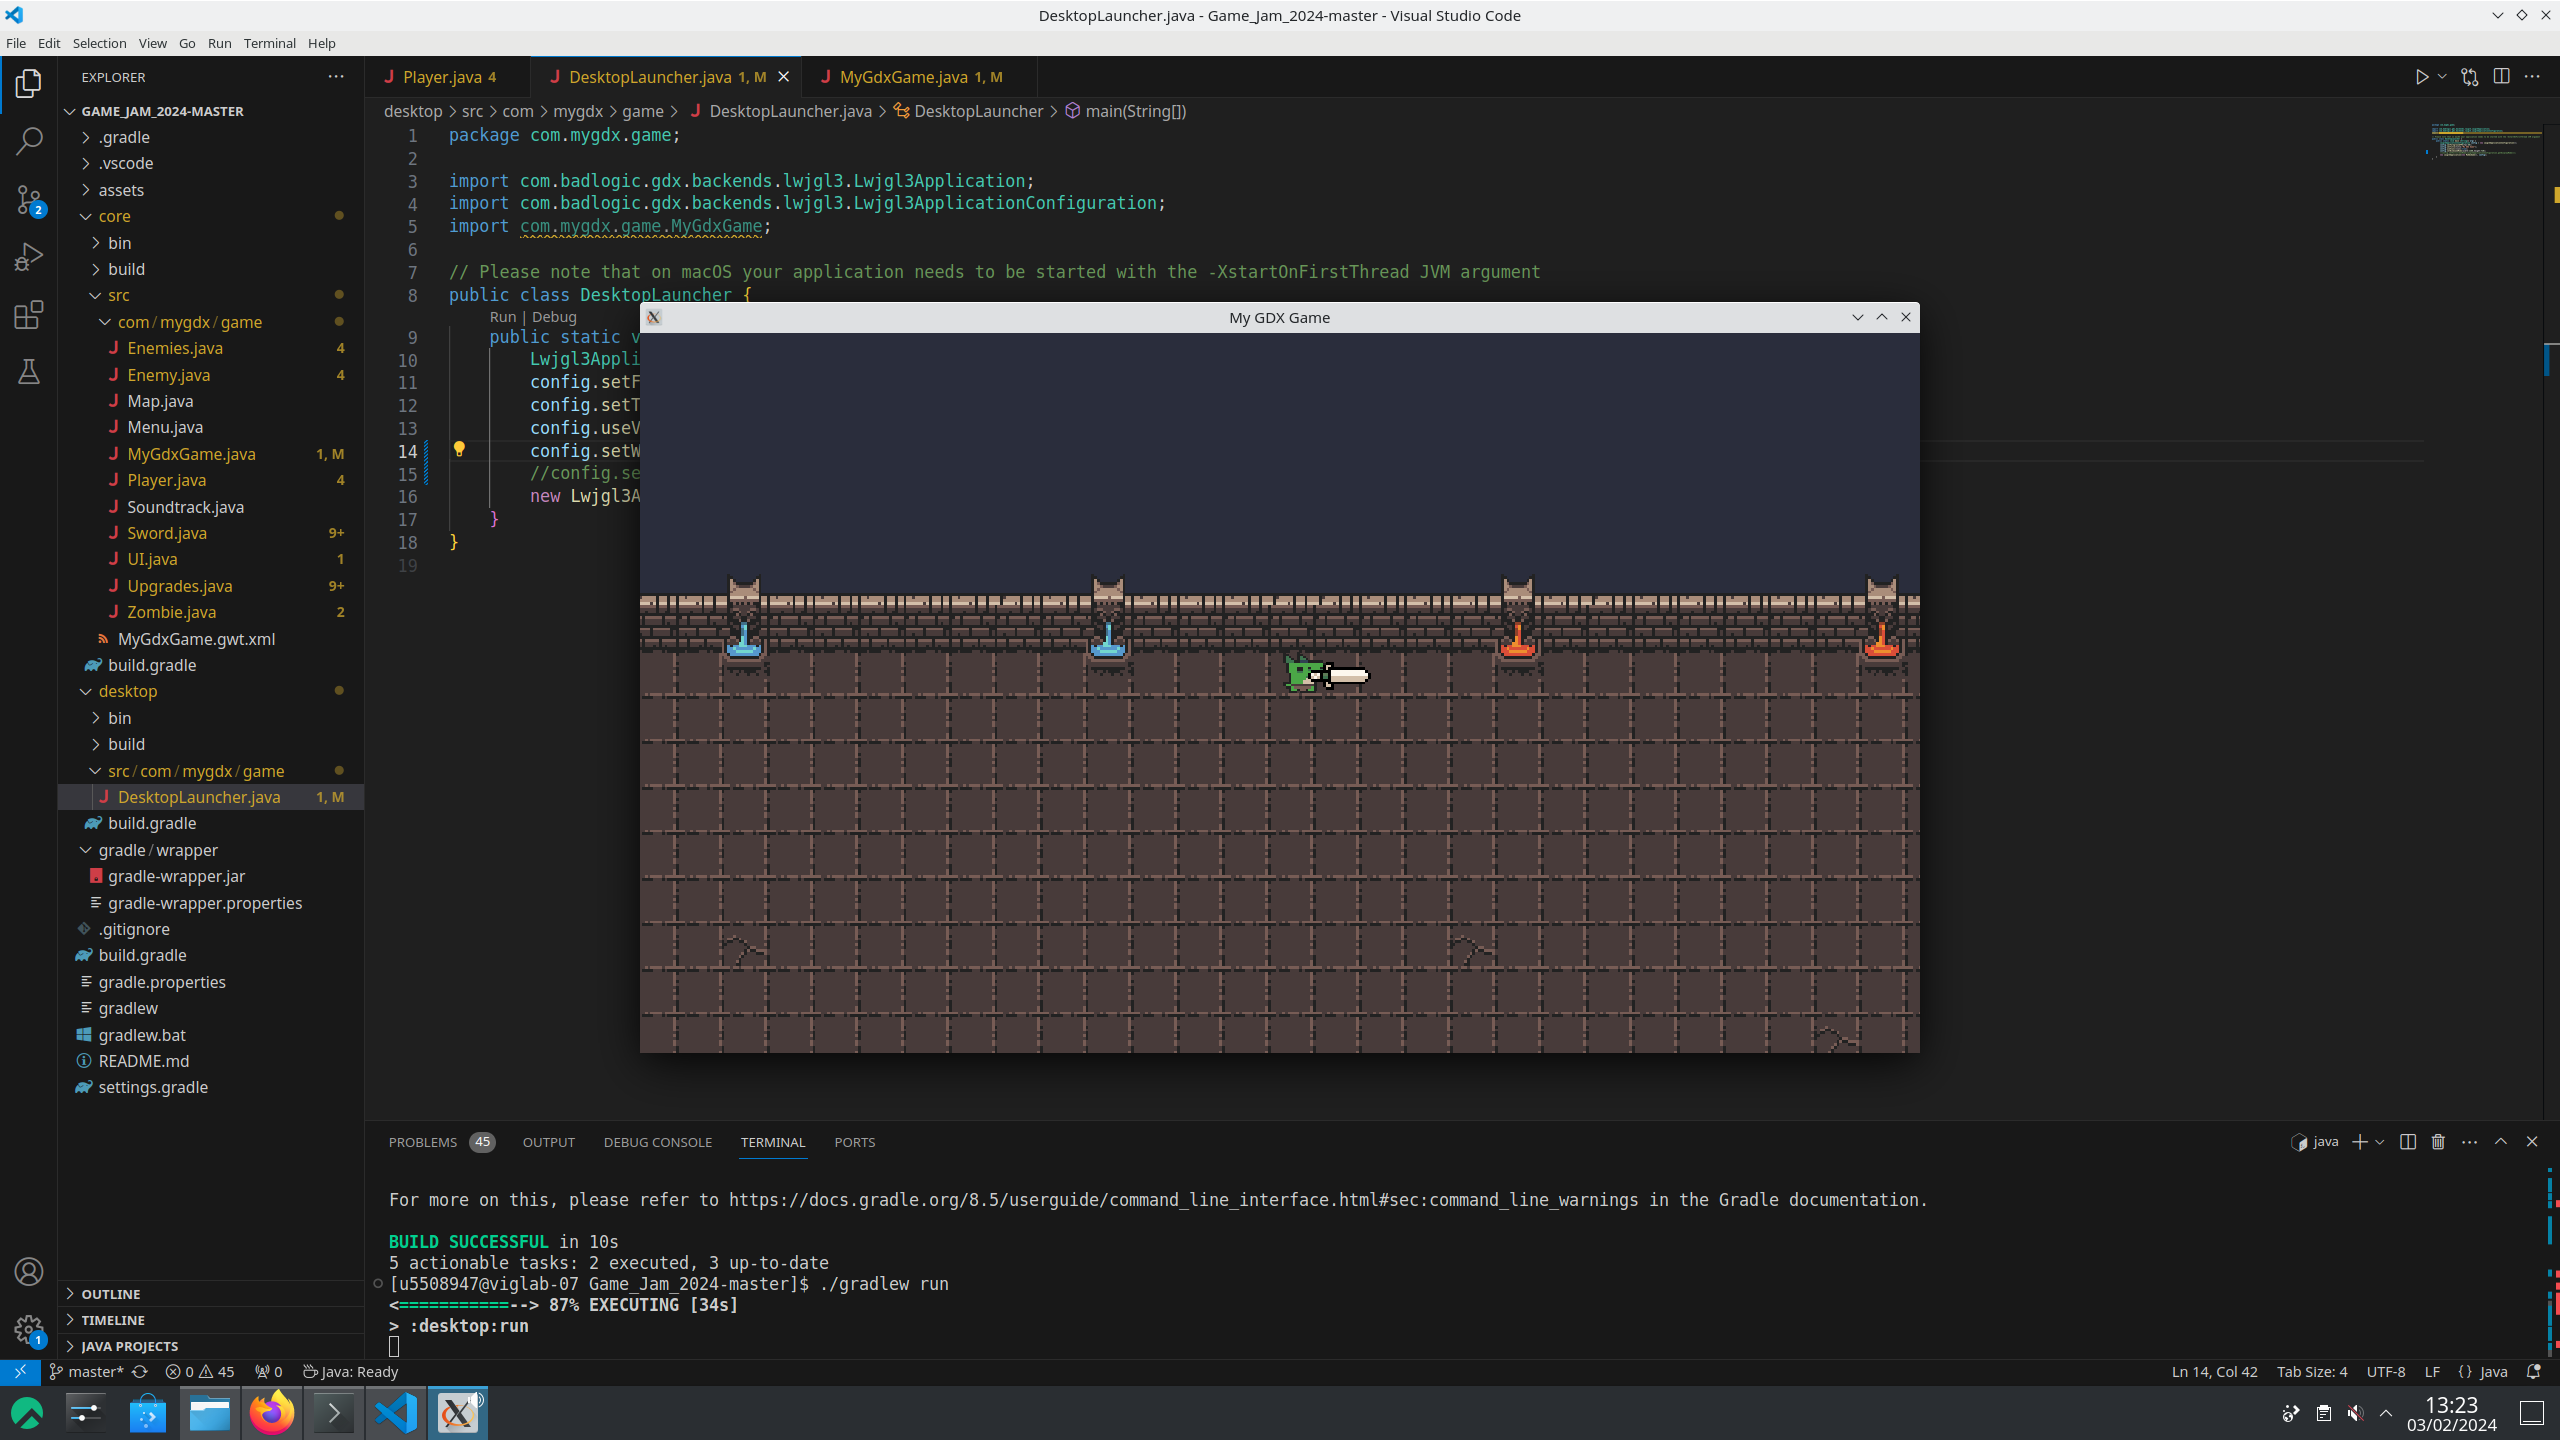 DesktopLauncher.java - Game_Jam_2024-master - Visual Studio Code
File Edit Selection View Go Run Terminal Help
EXPLORER
GAME_JAM_2024-MASTER
.gradle
.vscode
assets
core
bin
build
src
com / mygdx / game
Enemies.java 4
Enemy.java 4
Map.java
Menu.java
MyGdxGame.java 1, M
Player.java 4
Soundtrack.java
Sword.java 9+
UI.java 1
Upgrades.java 9+
Zombie.java 2
MyGdxGame.gwt.xml
build.gradle
desktop
bin
build
src / com / mygdx / game
DesktopLauncher.java 1, M
build.gradle
gradle / wrapper
gradle-wrapper.jar
gradle-wrapper.properties
.gitignore
build.gradle
gradle.properties
gradlew
gradlew.bat
README.md
settings.gradle
OUTLINE
TIMELINE
JAVA PROJECTS
2
1
Player.java 4 DesktopLauncher.java 1, M MyGdxGame.java 1, M
desktop > src > com > mygdx > game > DesktopLauncher.java > DesktopLauncher > main(String[])
1 package com.mygdx.game;
2
3 import com.badlogic.gdx.backends.lwjgl3.Lwjgl3Application;
4 import com.badlogic.gdx.backends.lwjgl3.Lwjgl3ApplicationConfiguration;
5 import com.mygdx.game.MyGdxGame;
6
7 // Please note that on macOS your application needs to be started with the -XstartOnFirstThread JVM argument
8 public class DesktopLauncher {
Run | Debug
9 public static v
10 Lwjgl3Appli
11 config.setF
12 config.setT
13 config.useV
14 config.setW
15 //config.se
16 new Lwjgl3A
17 }
18 }
19
My GDX Game
PROBLEMS 45 OUTPUT DEBUG CONSOLE TERMINAL PORTS
java
For more on this, please refer to https://docs.gradle.org/8.5/userguide/command_line_interface.html#sec:command_line_warnings in the Gradle documentation.
BUILD SUCCESSFUL in 10s
5 actionable tasks: 2 executed, 3 up-to-date
[u5508947@viglab-07 Game_Jam_2024-master]$ ./gradlew run
<===========--> 87% EXECUTING [34s]
> :desktop:run
master* 0 45 0 Java: Ready
Ln 14, Col 42 Tab Size: 4 UTF-8 LF {} Java
13:23
03/02/2024